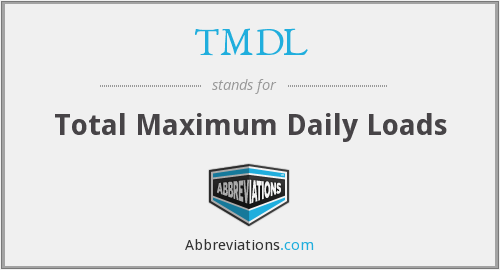 TMDL
stands for
Total Maximum Daily Loads
ABBREVIATIONS
Abbreviations.com